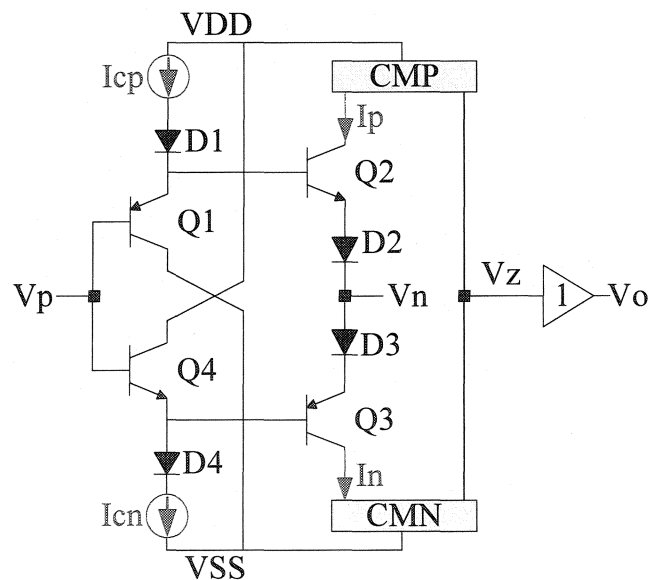 VDD
Icp
CMP
Ip
D1
Q2
Q1
D2
Vp
Vn
Vz
1
Vo
D3
Q4
Q3
D4
In
Icn
CMN
VSS